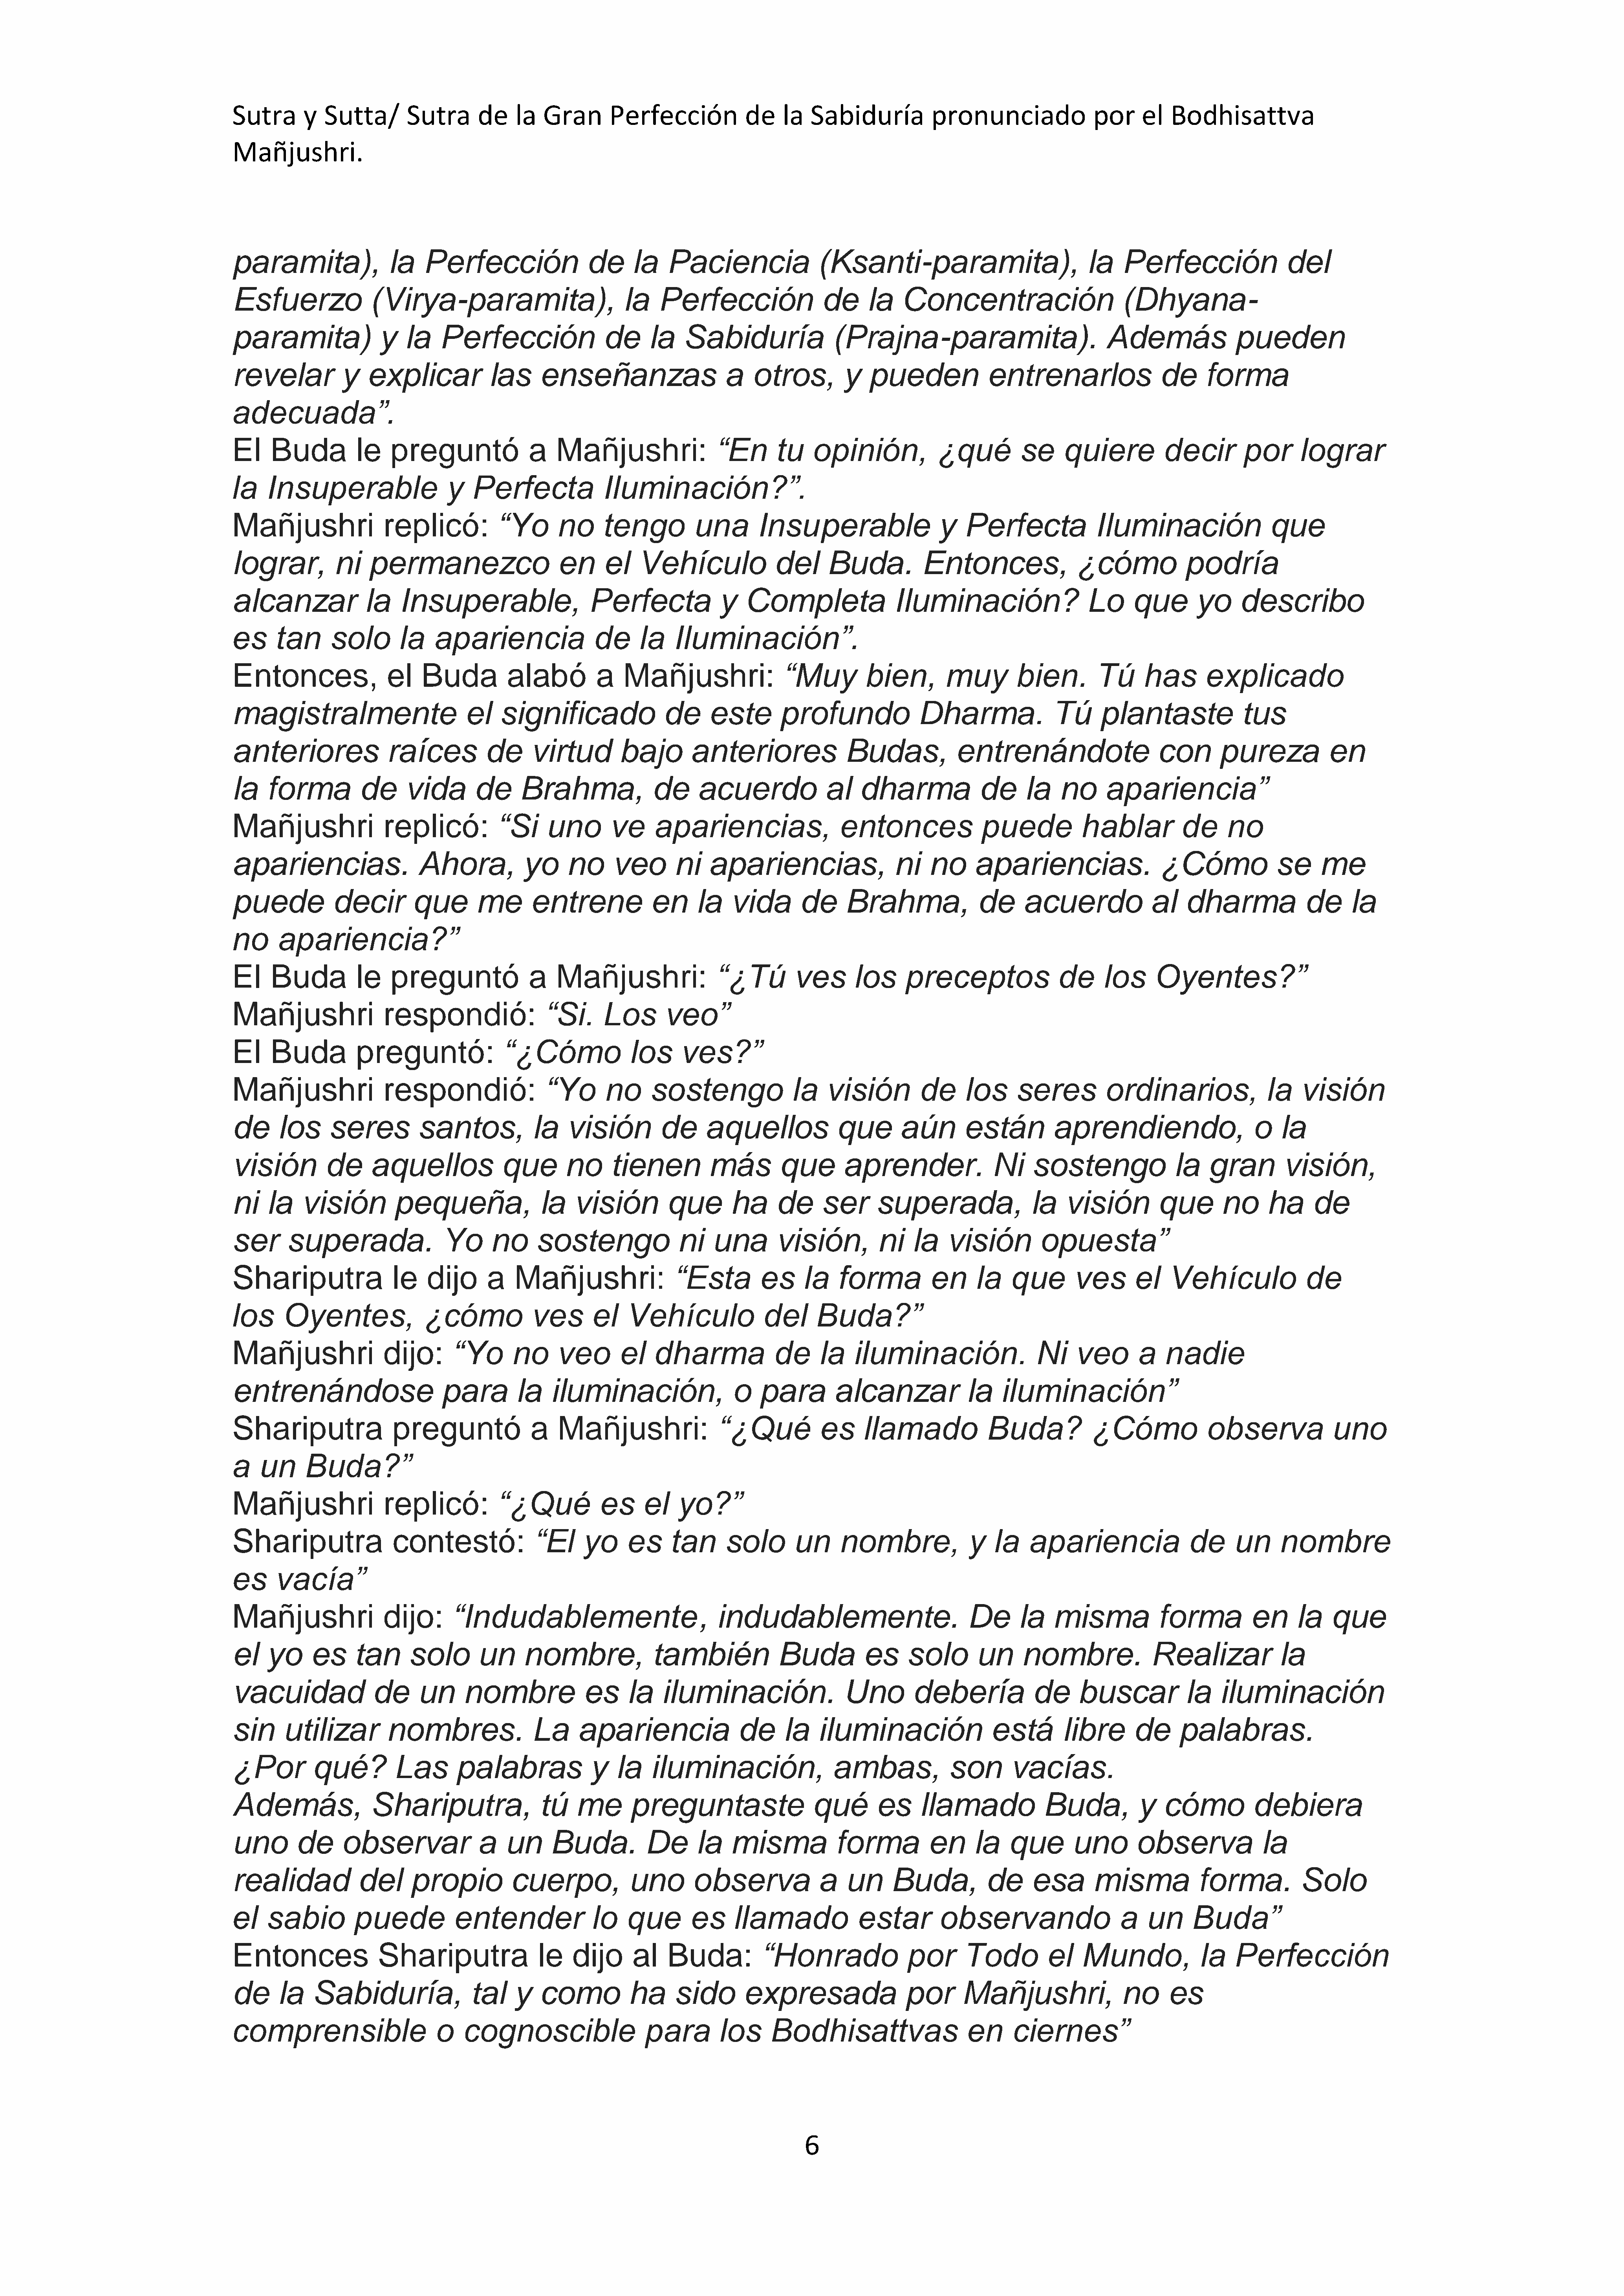 Sutra y Sutta/ Sutra de la Gran Perfección de la Sabiduría pronunciado por el Bodhisattva
Mañjushri.
paramita), la Perfección de la Paciencia (Ksanti-paramita), la Perfección del
Esfuerzo (Virya-paramita), la Perfección de la Concentración (Dhyana-
paramita) y la Perfección de la Sabiduría (Prajna-paramita). Además pueden
revelar y explicar las enseñanzas a otros, y pueden entrenarlos de forma
adecuada”.
El Buda le preguntó a Mañjushri: “En tu opinión, ¿qué se quiere decir por lograr
la Insuperable y Perfecta Iluminación?”.
Mañjushri replicó: “Yo no tengo una Insuperable y Perfecta Iluminación que
lograr, ni permanezco en el Vehículo del Buda. Entonces, ¿cómo podría
alcanzar la Insuperable, Perfecta y Completa Iluminación? Lo que yo describo
es tan solo la apariencia de la Iluminación”.
Entonces, el Buda alabó a Mañjushri: “Muy bien, muy bien. Tú has explicado
magistralmente el significado de este profundo Dharma. Tú plantaste tus
anteriores raíces de virtud bajo anteriores Budas, entrenándote con pureza en
la forma de vida de Brahma, de acuerdo al dharma de la no apariencia”
Mañjushri replicó: “Si uno ve apariencias, entonces puede hablar de no
apariencias. Ahora, yo no veo ni apariencias, ni no apariencias. ¿Cómo se me
puede decir que me entrene en la vida de Brahma, de acuerdo al dharma de la
no apariencia?”
El Buda le preguntó a Mañjushri: “¿Tú ves los preceptos de los Oyentes?”
Mañjushri respondió: “Si. Los veo”
El Buda preguntó: “¿Cómo los ves?”
Mañjushri respondió: “Yo no sostengo la visión de los seres ordinarios, la visión
de los seres santos, la visión de aquellos que aún están aprendiendo, o la
visión de aquellos que no tienen más que aprender. Ni sostengo la gran visión,
ni la visión pequeña, la visión que ha de ser superada, la visión que no ha de
ser superada. Yo no sostengo ni una visión, ni la visión opuesta”
Shariputra le dijo a Mañjushri: “Esta es la forma en la que ves el Vehículo de
los Oyentes, ¿cómo ves el Vehículo del Buda?”
Mañjushri dijo: “Yo no veo el dharma de la iluminación. Ni veo a nadie
entrenándose para la iluminación, o para alcanzar la iluminación”
Shariputra preguntó a Mañjushri: “¿Qué es llamado Buda? ¿Cómo observa uno
a un Buda?”
Mañjushri replicó: “¿Qué es el yo?”
Shariputra contestó: “El yo es tan solo un nombre, y la apariencia de un nombre
es vacía”
Mañjushri dijo: “Indudablemente, indudablemente. De la misma forma en la que
el yo es tan solo un nombre, también Buda es solo un nombre. Realizar la
vacuidad de un nombre es la iluminación. Uno debería de buscar la iluminación
sin utilizar nombres. La apariencia de la iluminación está libre de palabras.
¿Por qué? Las palabras y la iluminación, ambas, son vacías.
Además, Shariputra, tú me preguntaste qué es llamado Buda, y cómo debiera
uno de observar a un Buda. De la misma forma en la que uno observa la
realidad del propio cuerpo, uno observa a un Buda, de esa misma forma. Solo
el sabio puede entender lo que es llamado estar observando a un Buda”
Entonces Shariputra le dijo al Buda: “Honrado por Todo el Mundo, la Perfección
de la Sabiduría, tal y como ha sido expresada por Mañjushri, no es
comprensible o cognoscible para los Bodhisattvas en ciernes”
6